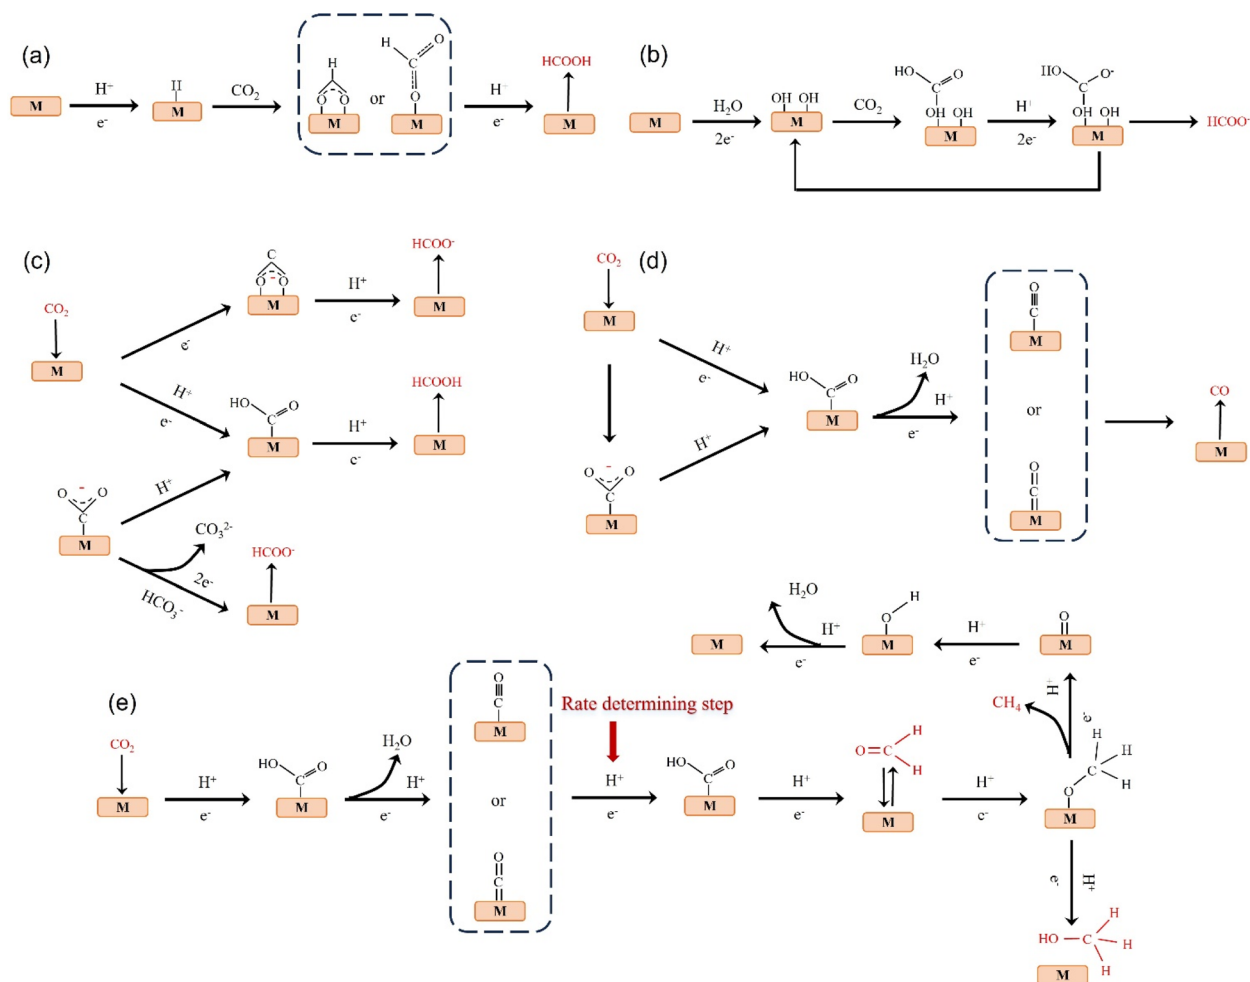 (a)
M
H⁺
e⁻
H
M
CO₂
H
O O
M
or
H
C
O
O
M
H⁺
e⁻
HCOOH
M
(b)
M
H₂O
2e⁻
OH OH
M
CO₂
HO
C
O
OH OH
M
H⁺
2e⁻
HO
C
O
OH OH
M
HCOO⁻
(c)
CO₂
M
e⁻
C
O - O
M
H⁺
e⁻
HCOO⁻
M
H⁺
e⁻
HO
C
O
M
H⁺
e⁻
HCOOH
M
O - O
C
M
H⁺
CO₃²⁻
2e⁻
HCO₃⁻
HCOO⁻
M
(d)
CO₂
M
H⁺
e⁻
O - O
C
M
H⁺
HO
C
O
M
H₂O
H⁺
e⁻
O
C
M
or
O
C
M
CO
M
(e)
CO₂
M
H⁺
e⁻
HO
C
O
M
H₂O
H⁺
e⁻
O
C
M
or
O
C
M
Rate determining step
H⁺
e⁻
HO
C
O
M
H⁺
e⁻
O
C
H
H
M
H⁺
e⁻
H
H
C
H
O
M
CH₄
H⁺
e⁻
O
M
H⁺
e⁻
H
O
M
H₂O
H⁺
e⁻
M
H⁺
e⁻
HO
C
H
H
H
M